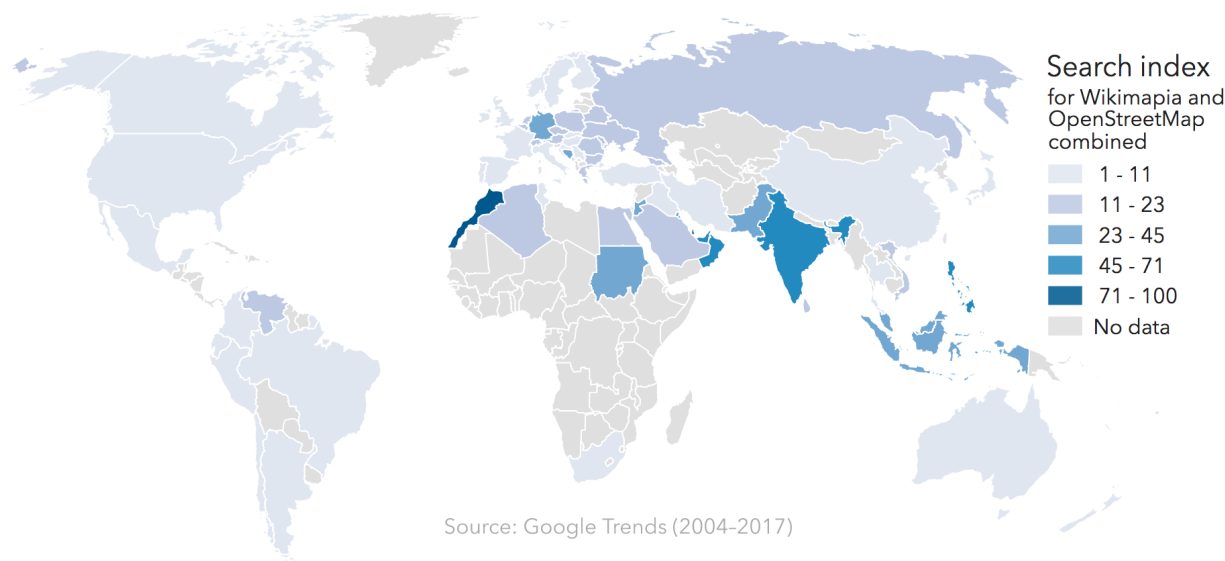 Search index
for Wikimapia and
OpenStreetMap
combined
1 - 11
11 - 23
23 - 45
45 - 71
71 - 100
No data
Source: Google Trends (2004–2017)